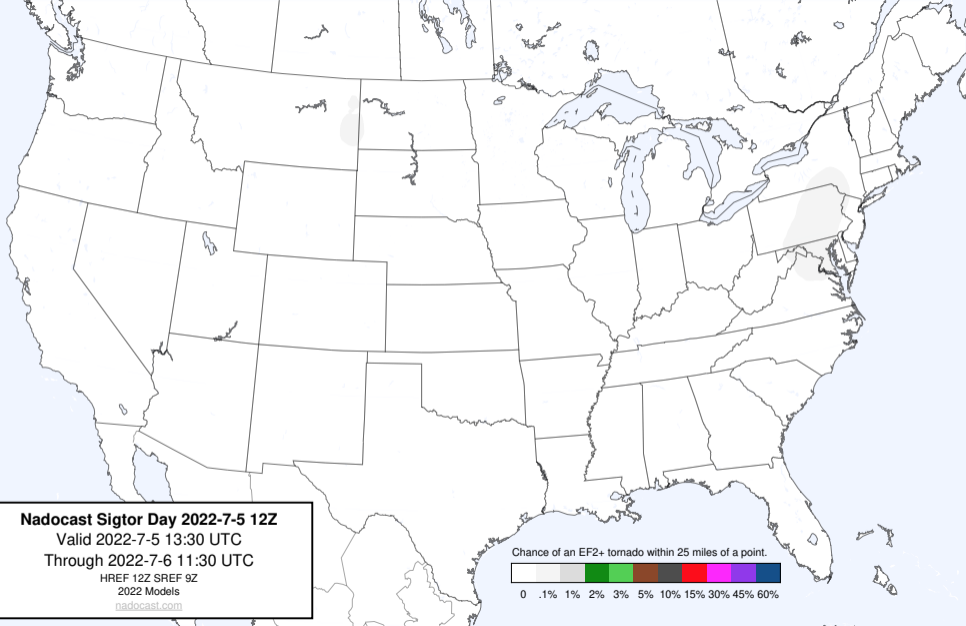 Nadocast Sigtor Day 2022-7-5 12Z
Valid 2022-7-5 13:30 UTC
Through 2022-7-6 11:30 UTC
HREF 12Z SREF 9Z
2022 Models
nadocast.com
Chance of an EF2+ tornado within 25 miles of a point.
0 .1% 1% 2% 3% 5% 10% 15% 30% 45% 60%